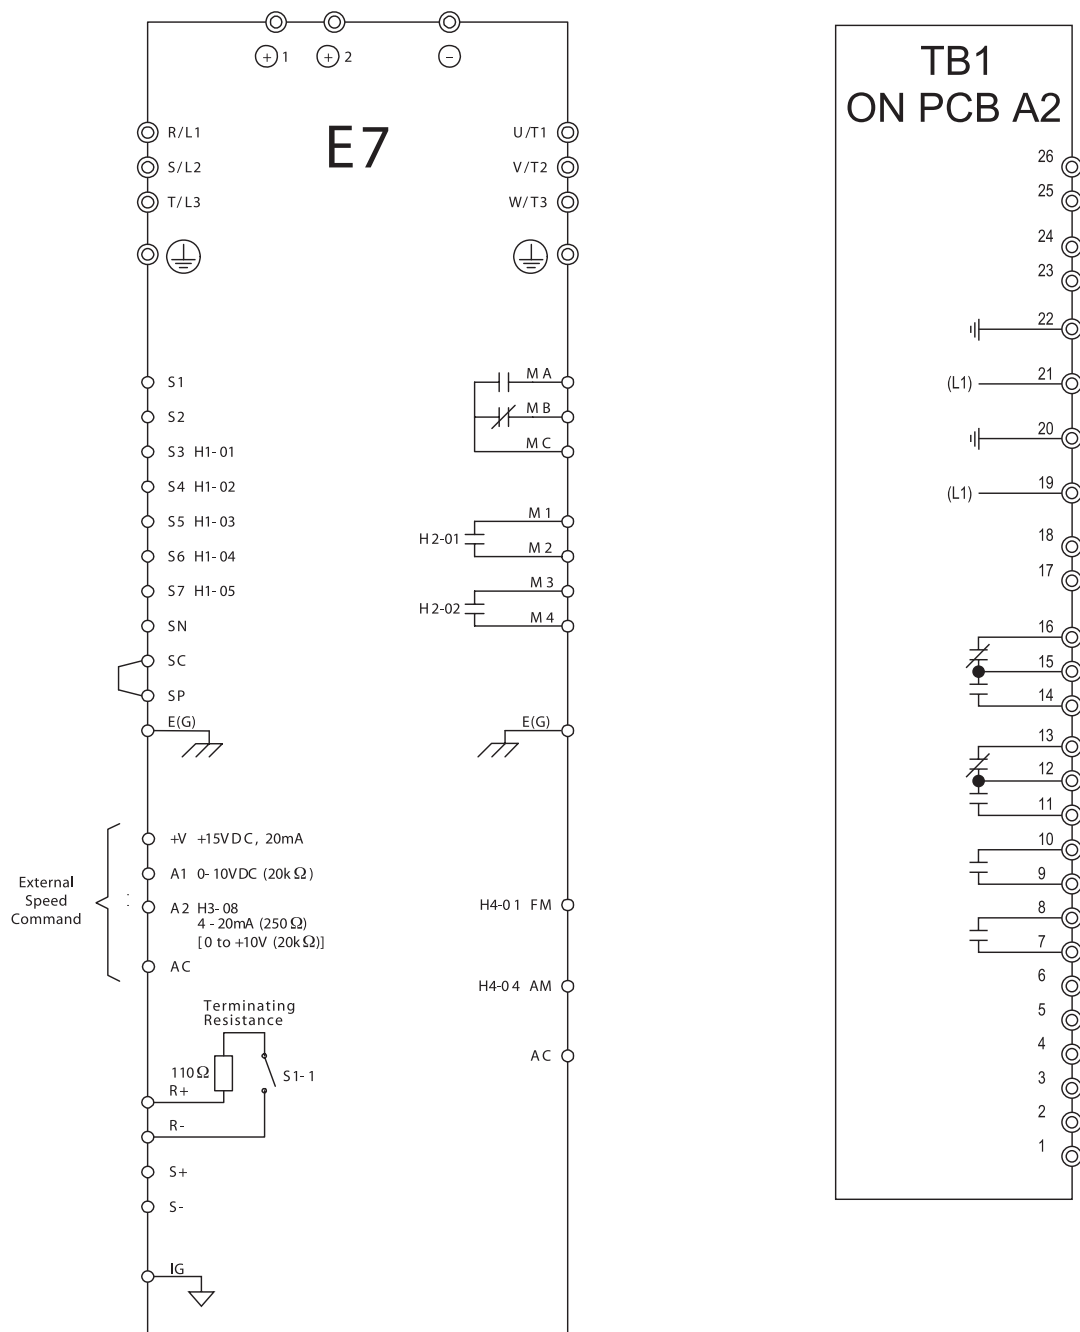 + 1
+ 2
−
E7
R/L1
S/L2
T/L3
U/T1
V/T2
W/T3
S1
S2
S3 H1-01
S4 H1-02
S5 H1-03
S6 H1-04
S7 H1-05
SN
SC
SP
E(G)
MA
MB
MC
H2-01
M1
M2
H2-02
M3
M4
E(G)
External
Speed
Command
+V +15VDC, 20mA
A1 0-10VDC (20kΩ)
A2 H3-08
4-20mA (250Ω)
[0 to +10V (20kΩ)]
AC
H4-01 FM
H4-04 AM
AC
Terminating
Resistance
110Ω
S1-1
R+
R-
S+
S-
IG
TB1
ON PCB A2
26
25
24
23
22
(L1) 21
20
(L1) 19
18
17
16
15
14
13
12
11
10
9
8
7
6
5
4
3
2
1